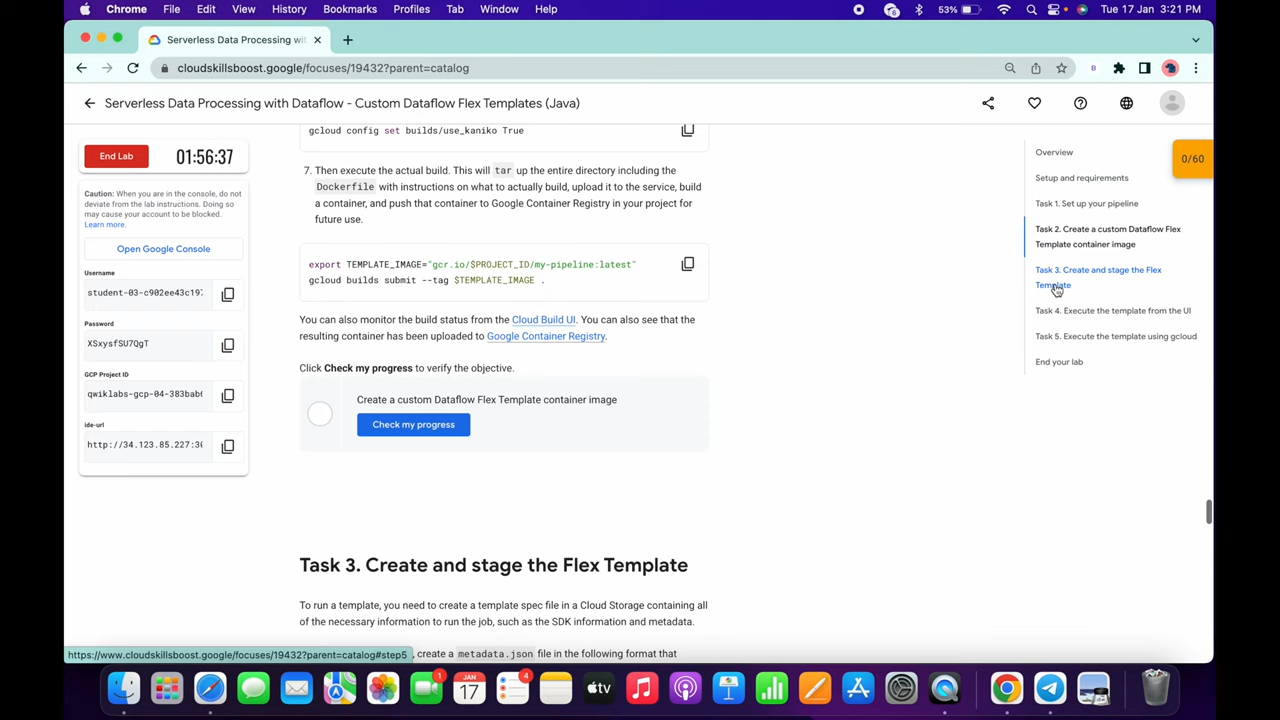 Chrome File Edit View History Bookmarks Profiles Tab Window Help 53% Tue 17 Jan 3:21 PM
Serverless Data Processing wit
cloudskillsboost.google/focuses/19432?parent=catalog
Serverless Data Processing with Dataflow - Custom Dataflow Flex Templates (Java)
End Lab 01:56:37
Caution: When you are in the console, do not
deviate from the lab instructions. Doing so
may cause your account to be blocked.
Learn more.
Open Google Console
Username
student-03-c902ee43c197
Password
XSxysfSU7QgT
GCP Project ID
qwiklabs-gcp-04-383bab6
ide-url
http://34.123.85.227:30
gcloud config set builds/use_kaniko True
7. Then execute the actual build. This will tar up the entire directory including the
Dockerfile with instructions on what to actually build, upload it to the service, build
a container, and push that container to Google Container Registry in your project for
future use.
export TEMPLATE_IMAGE="gcr.io/$PROJECT_ID/my-pipeline:latest"
gcloud builds submit --tag $TEMPLATE_IMAGE .
You can also monitor the build status from the Cloud Build UI. You can also see that the
resulting container has been uploaded to Google Container Registry.
Click Check my progress to verify the objective.
Create a custom Dataflow Flex Template container image
Check my progress
Task 3. Create and stage the Flex Template
To run a template, you need to create a template spec file in a Cloud Storage containing all
of the necessary information to run the job, such as the SDK information and metadata.
, create a metadata.json file in the following format that
Overview
Setup and requirements
Task 1. Set up your pipeline
Task 2. Create a custom Dataflow Flex
Template container image
Task 3. Create and stage the Flex
Template
Task 4. Execute the template from the UI
Task 5. Execute the template using gcloud
End your lab
0/60
https://www.cloudskillsboost.google/focuses/19432?parent=catalog#step5
1
JAN
17
4
tv